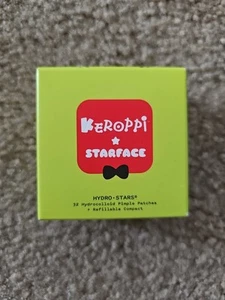 KEROPPi
STARFACE
HYDRO-STARS®
32 Hydrocolloid Pimple Patches
+ Refillable Compact